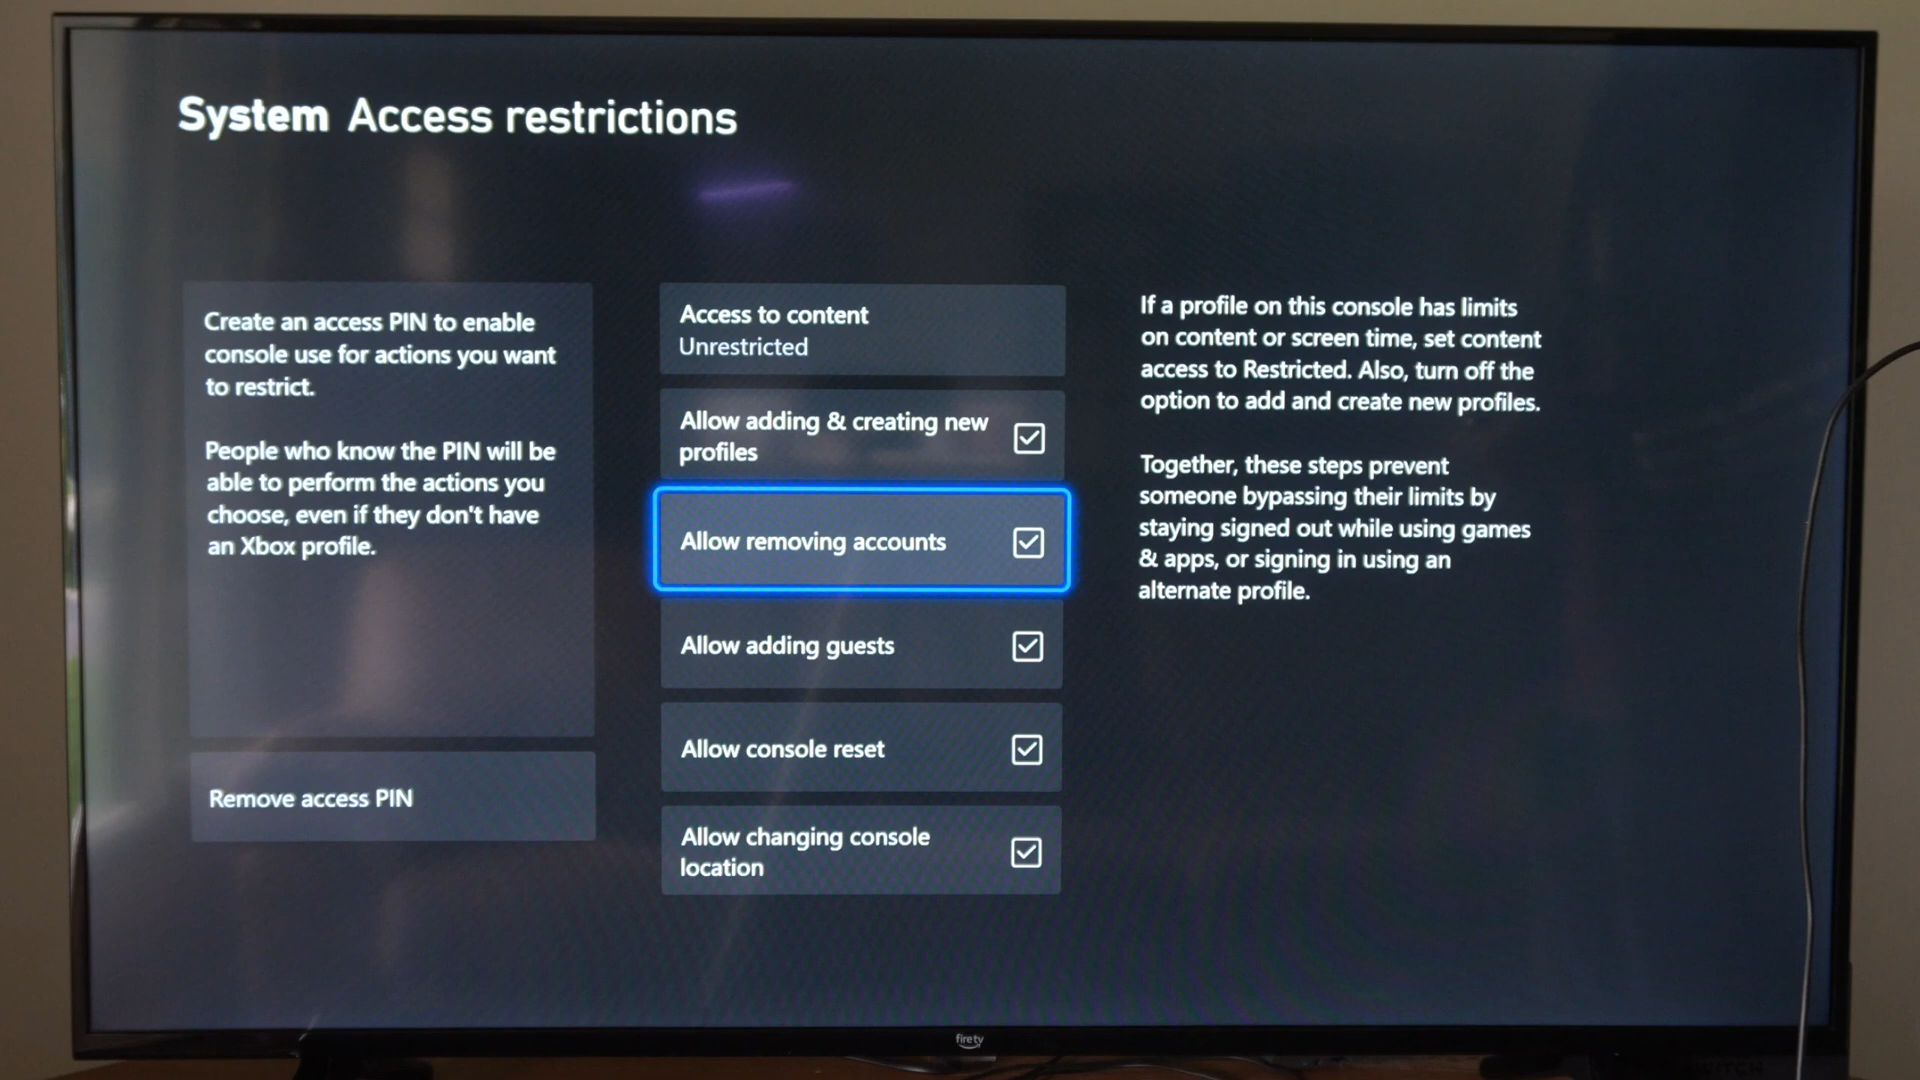 System Access restrictions
Create an access PIN to enable
console use for actions you want
to restrict.
People who know the PIN will be
able to perform the actions you
choose, even if they don't have
an Xbox profile.
Remove access PIN
Access to content
Unrestricted
Allow adding & creating new
profiles
Allow removing accounts
Allow adding guests
Allow console reset
Allow changing console
location
If a profile on this console has limits
on content or screen time, set content
access to Restricted. Also, turn off the
option to add and create new profiles.
Together, these steps prevent
someone bypassing their limits by
staying signed out while using games
& apps, or signing in using an
alternate profile.
firetv